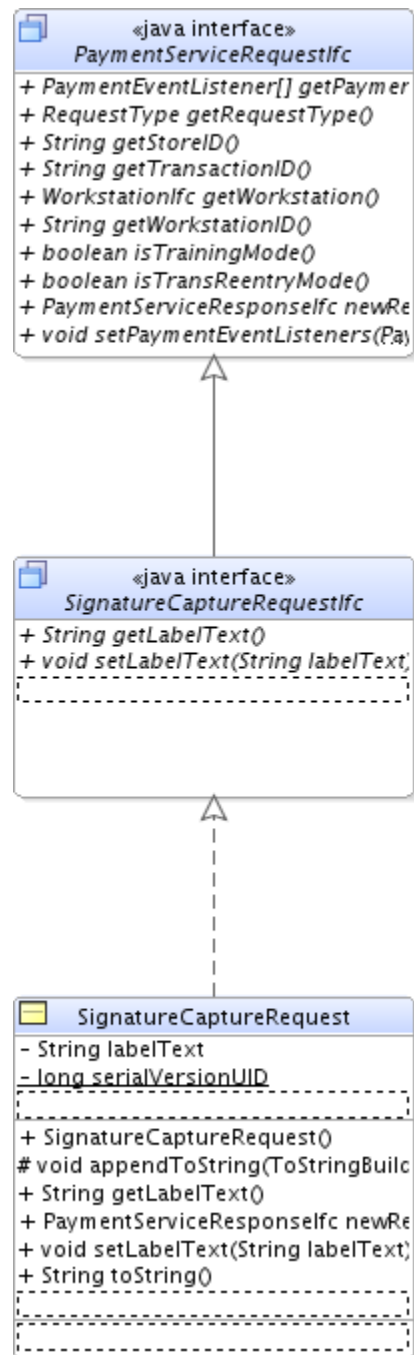 «java interface»
PaymentServiceRequestIfc
+ PaymentEventListener[] getPaymer
+ RequestType getRequestType()
+ String getStoreID()
+ String getTransactionID()
+ WorkstationIfc getWorkstation()
+ String getWorkstationID()
+ boolean isTrainingMode()
+ boolean isTransReentryMode()
+ PaymentServiceResponseIfc newRe
+ void setPaymentEventListeners(Pay
«java interface»
SignatureCaptureRequestIfc
+ String getLabelText()
+ void setLabelText(String labelText)
SignatureCaptureRequest
- String labelText
- long serialVersionUID
+ SignatureCaptureRequest()
# void appendToString(ToStringBuilc
+ String getLabelText()
+ PaymentServiceResponseIfc newRe
+ void setLabelText(String labelText)
+ String toString()